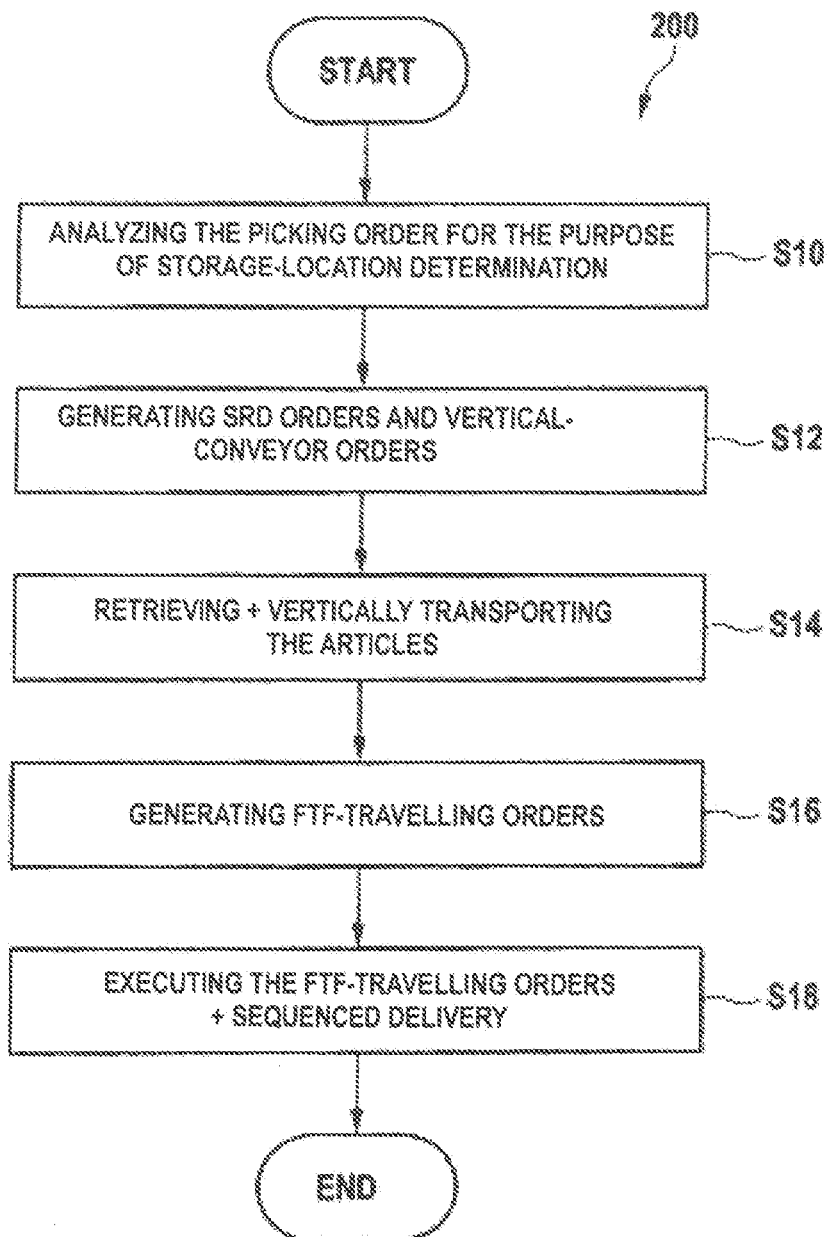 200
START
ANALYZING THE PICKING ORDER FOR THE PURPOSE
OF STORAGE-LOCATION DETERMINATION
S10
GENERATING SRD ORDERS AND VERTICAL-
CONVEYOR ORDERS
S12
RETRIEVING + VERTICALLY TRANSPORTING
THE ARTICLES
S14
GENERATING FTF-TRAVELLING ORDERS
S16
EXECUTING THE FTF-TRAVELLING ORDERS
+ SEQUENCED DELIVERY
S18
END